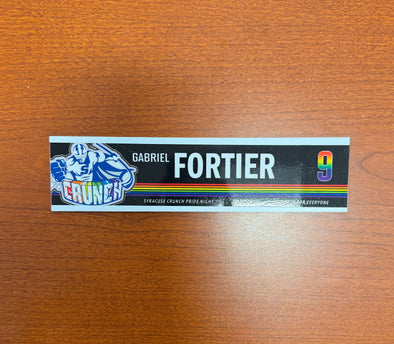 GABRIEL FORTIER 9
CRUNCH
SYRACUSE CRUNCH PRIDE NIGHT FOR EVERYONE